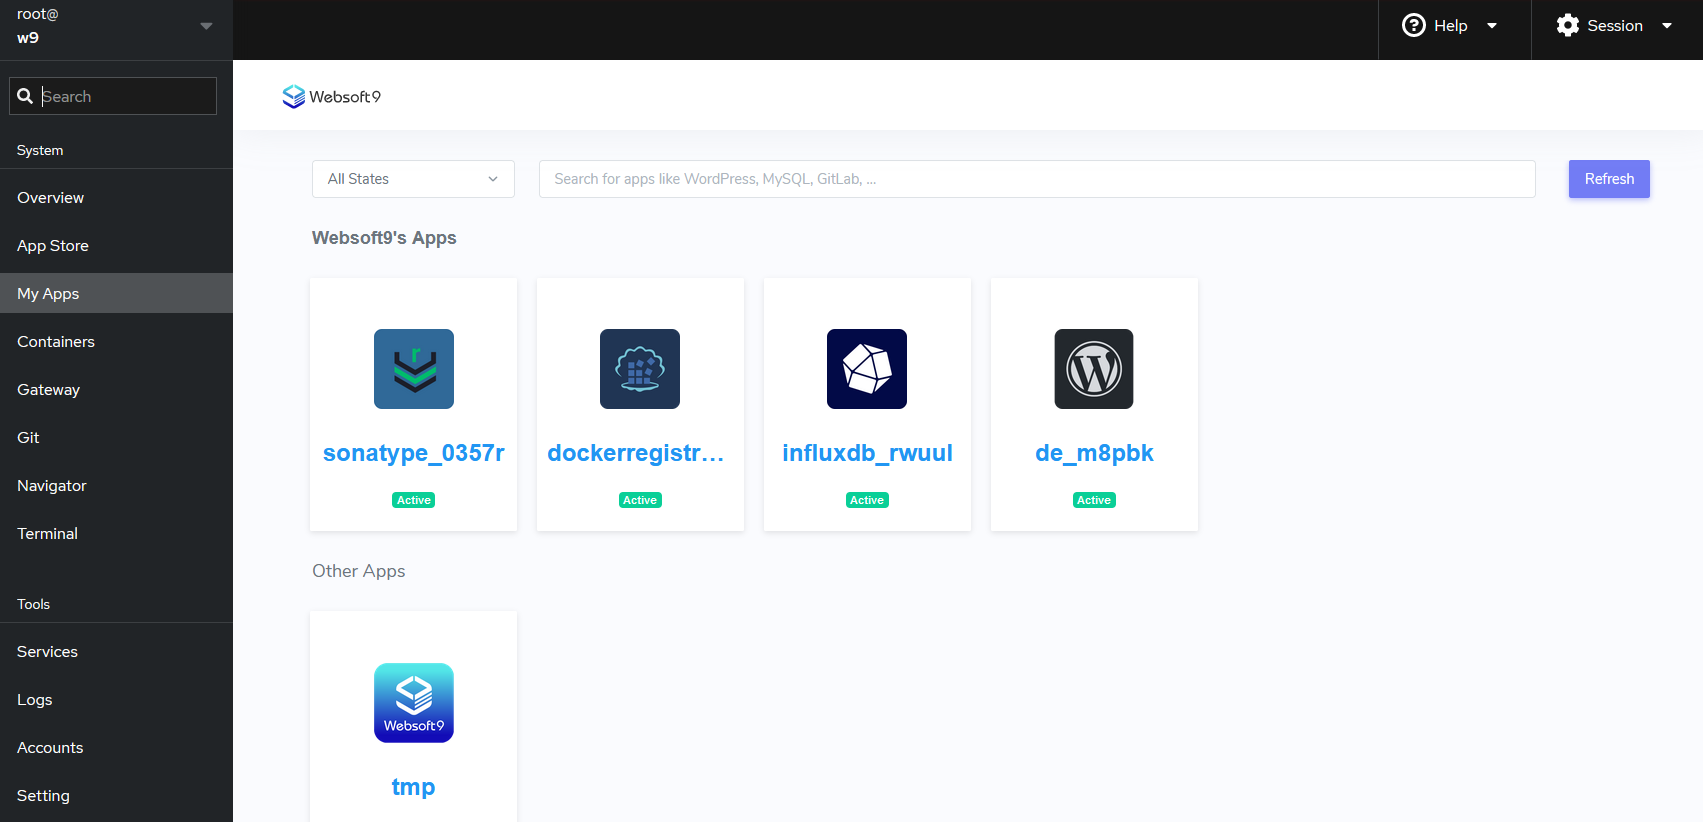 root@
w9
Help
Session
Search
System
Overview
App Store
My Apps
Containers
Gateway
Git
Navigator
Terminal
Tools
Services
Logs
Accounts
Setting
Websoft9
All States
Search for apps like WordPress, MySQL, GitLab, ...
Refresh
Websoft9's Apps
r
sonatype_0357r
Active
dockerregistr...
Active
influxdb_rwuul
Active
W
de_m8pbk
Active
Other Apps
Websoft9
tmp